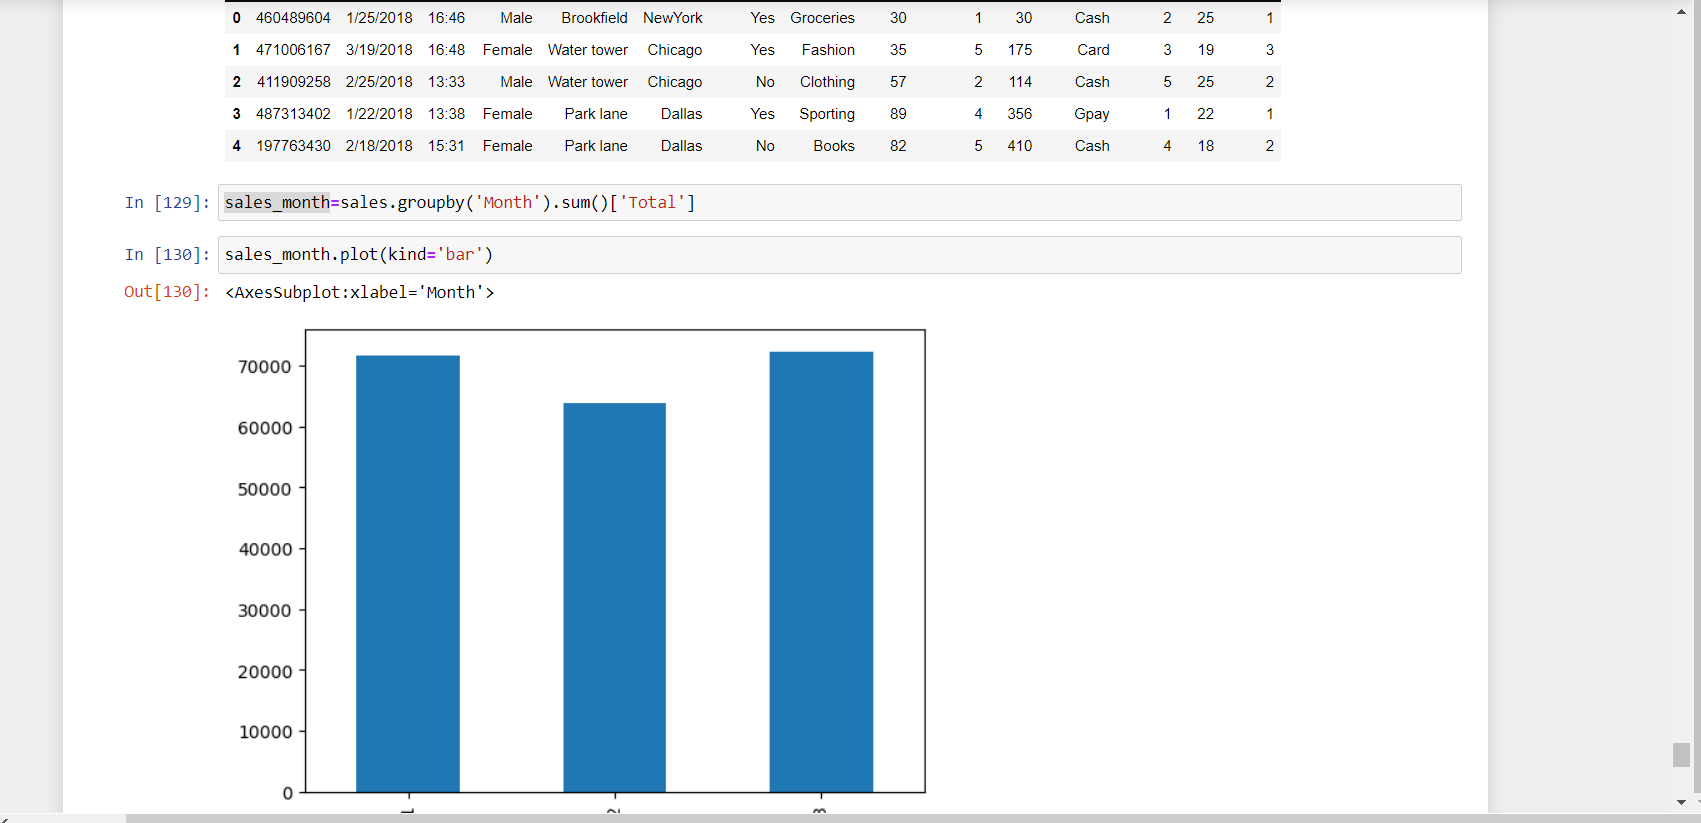 0 460489604 1/25/2018 16:46 Male Brookfield NewYork Yes Groceries 30 1 30 Cash 2 25 1
1 471006167 3/19/2018 16:48 Female Water tower Chicago Yes Fashion 35 5 175 Card 3 19 3
2 411909258 2/25/2018 13:33 Male Water tower Chicago No Clothing 57 2 114 Cash 5 25 2
3 487313402 1/22/2018 13:38 Female Park lane Dallas Yes Sporting 89 4 356 Gpay 1 22 1
4 197763430 2/18/2018 15:31 Female Park lane Dallas No Books 82 5 410 Cash 4 18 2
In [129]: sales_month=sales.groupby('Month').sum()['Total']
In [130]: sales_month.plot(kind='bar')
Out[130]: <AxesSubplot:xlabel='Month'>
70000
60000
50000
40000
30000
20000
10000
0